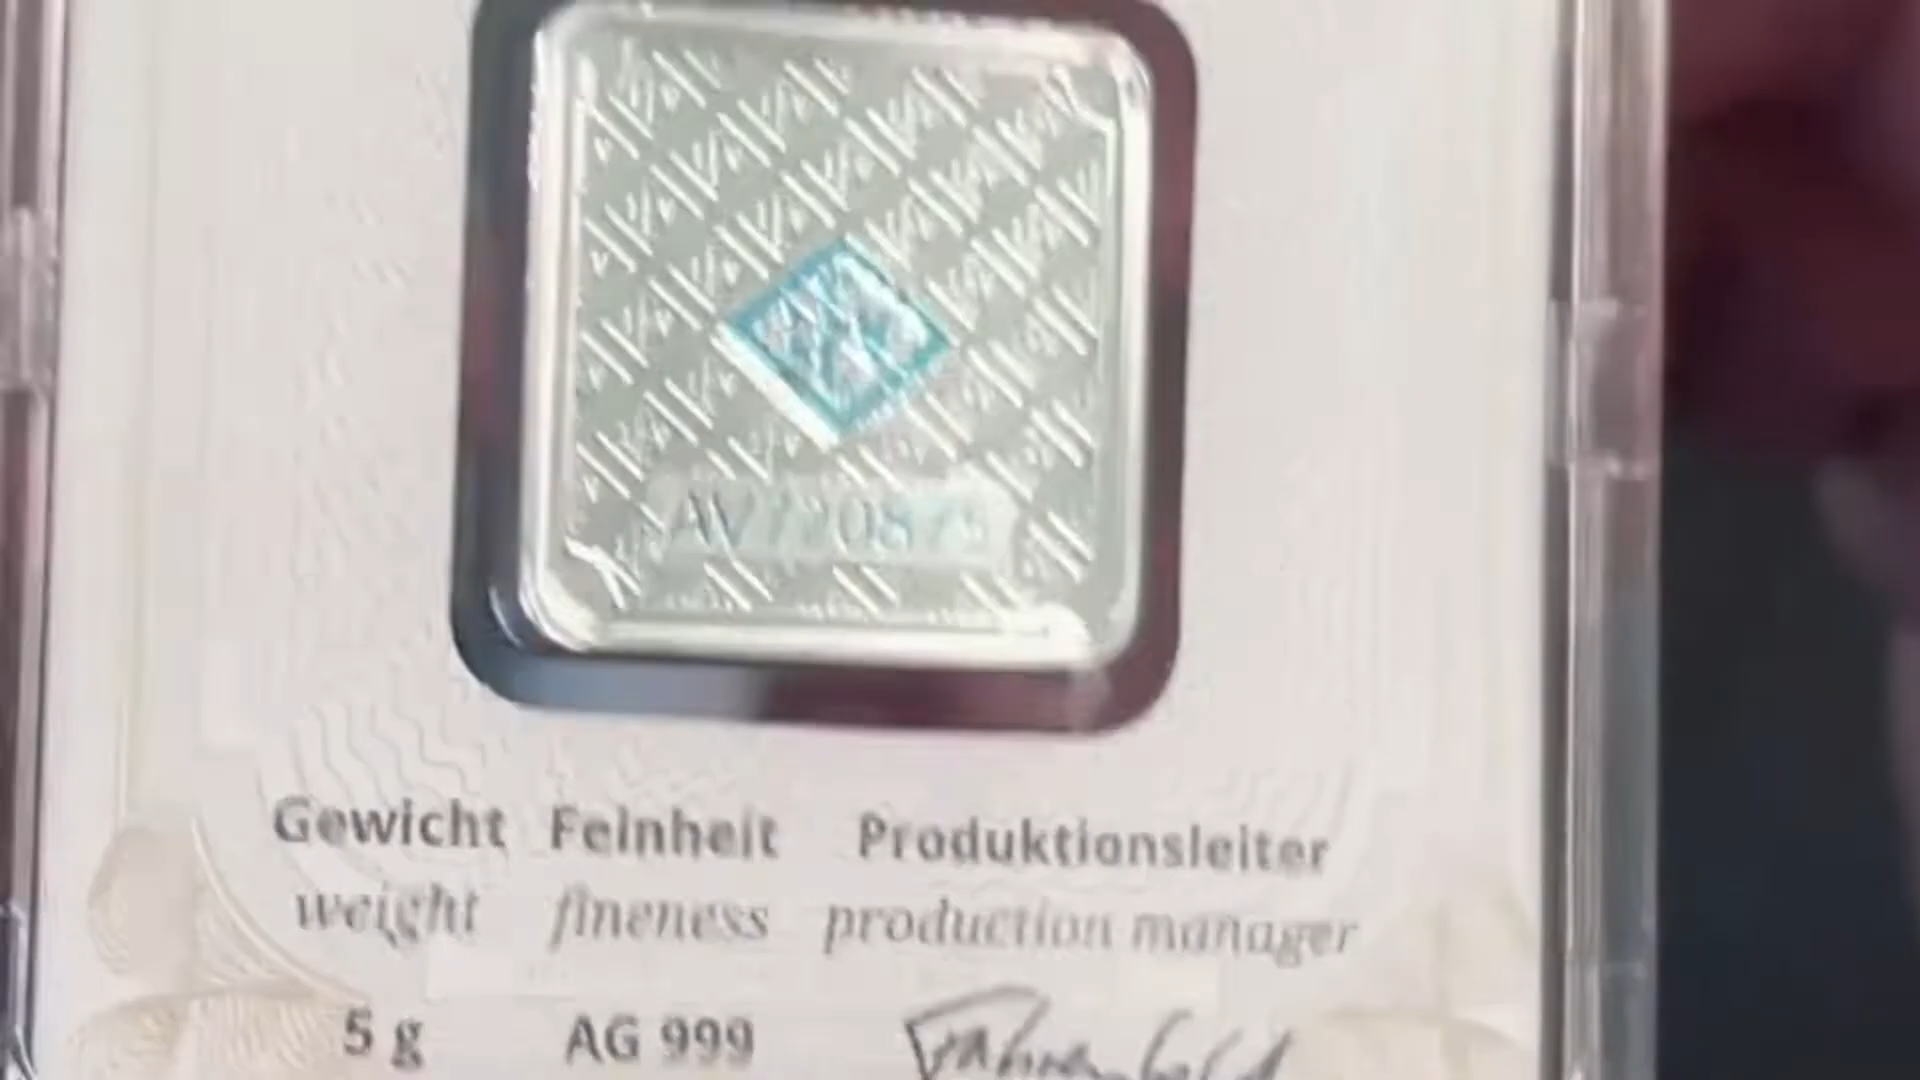 Gewicht Feinheit Produktionsleiter
weight fineness production manager
5 g AG 999